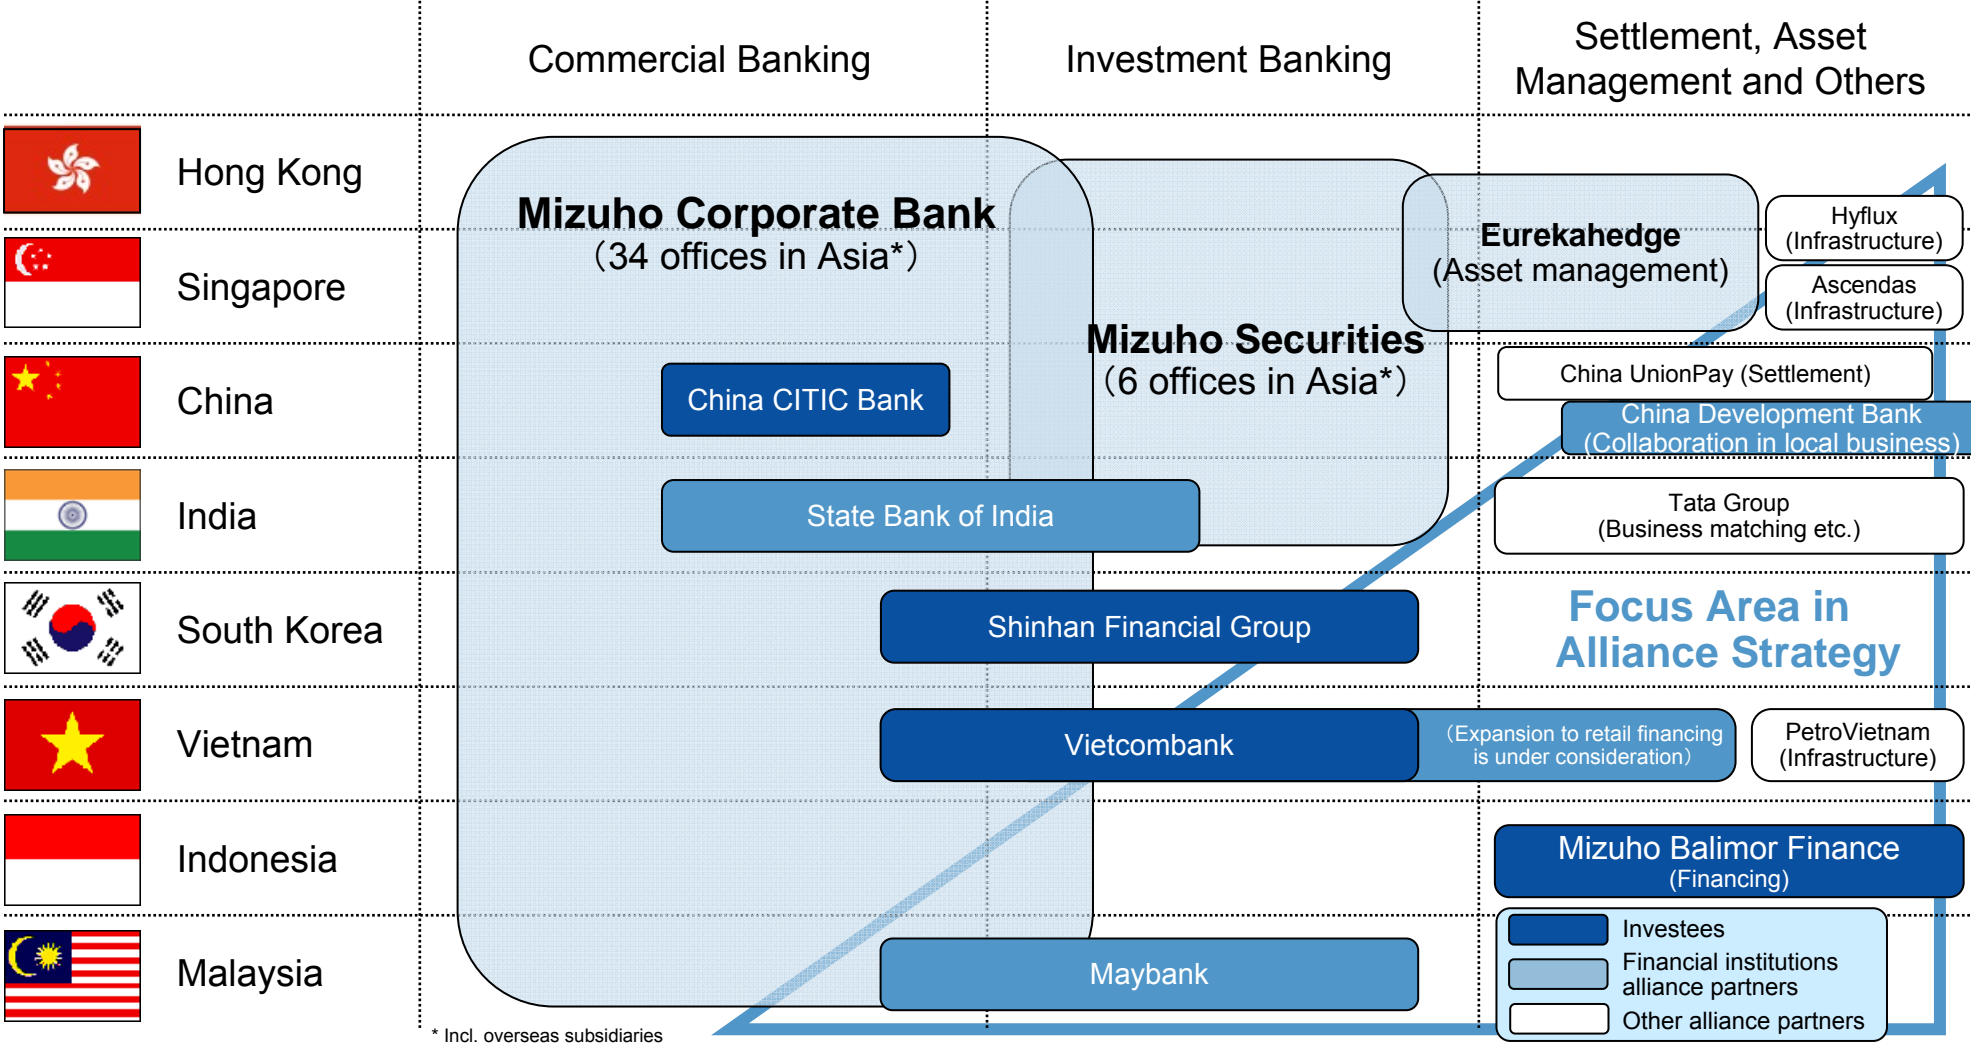 Commercial Banking
Investment Banking
Settlement, Asset
Management and Others
Hong Kong
Mizuho Corporate Bank
(34 offices in Asia*)
Eurekahedge
(Asset management)
Hyflux
(Infrastructure)
Singapore
Ascendas
(Infrastructure)
Mizuho Securities
(6 offices in Asia*)
China
China CITIC Bank
China UnionPay (Settlement)
China Development Bank
(Collaboration in local business)
India
State Bank of India
Tata Group
(Business matching etc.)
South Korea
Shinhan Financial Group
Focus Area in
Alliance Strategy
Vietnam
Vietcombank
(Expansion to retail financing
is under consideration)
PetroVietnam
(Infrastructure)
Indonesia
Mizuho Balimor Finance
(Financing)
Malaysia
Maybank
Investees
Financial institutions
alliance partners
Other alliance partners
* Incl. overseas subsidiaries